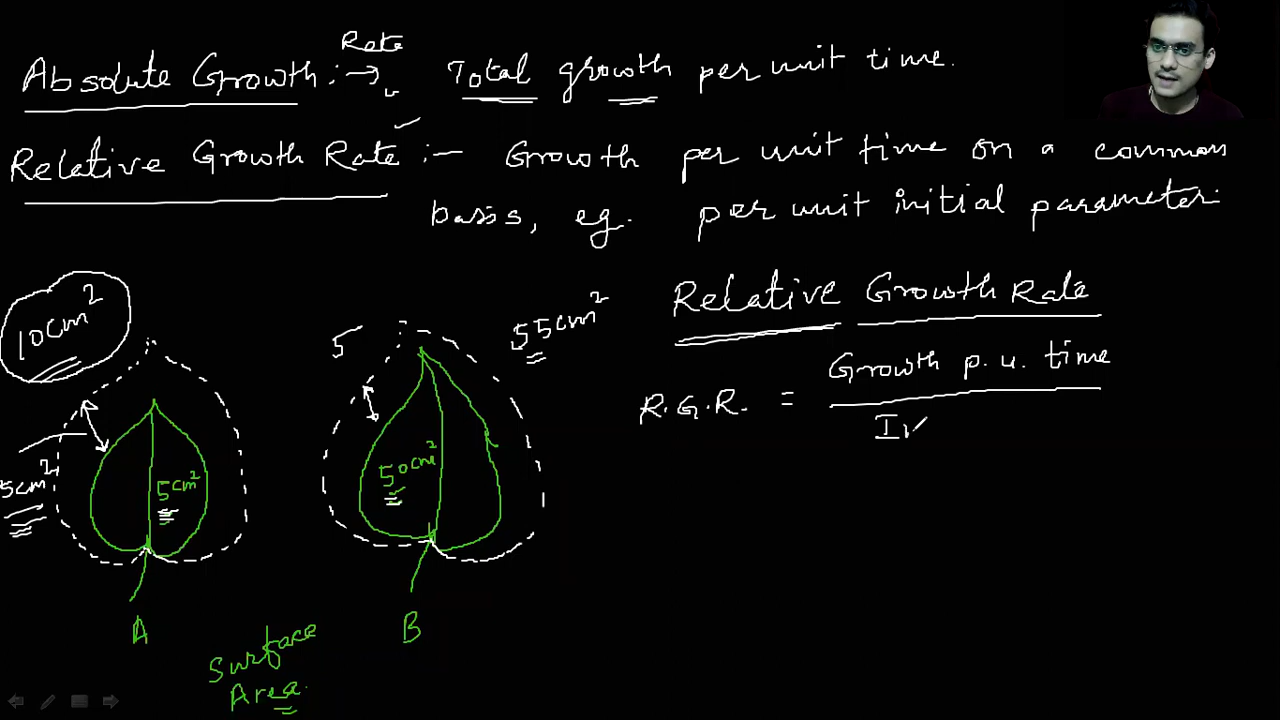 Rate
Absolute Growth :→ Total growth per unit time.
Relative Growth Rate :- Growth per unit time on a common
basis, eg. per unit initial parameter.
Relative Growth Rate
R.G.R. = Growth p.u. time
In
10cm²
5cm²
5cm²
A
5
55cm²
50cm²
B
Surface
Area.